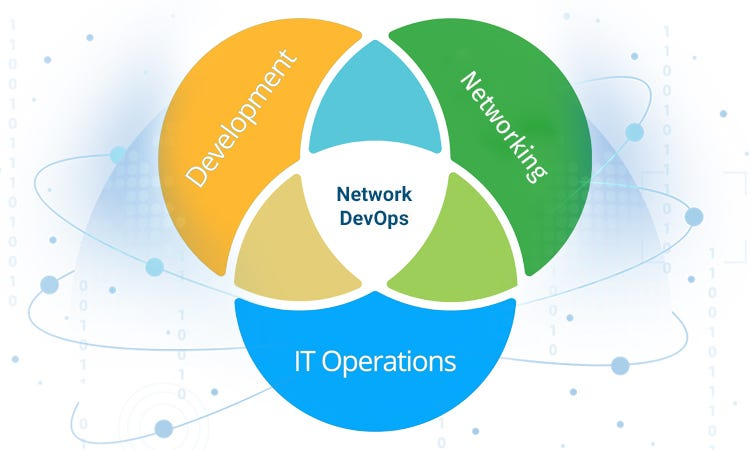 Development
Networking
Network
DevOps
IT Operations